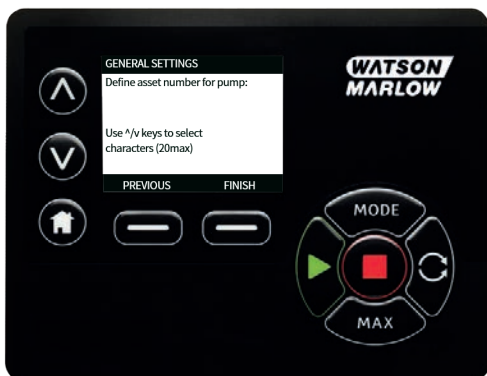 GENERAL SETTINGS
Define asset number for pump:
Use ^/v keys to select
characters (20max)
PREVIOUS FINISH
WATSON
MARLOW
MODE
MAX